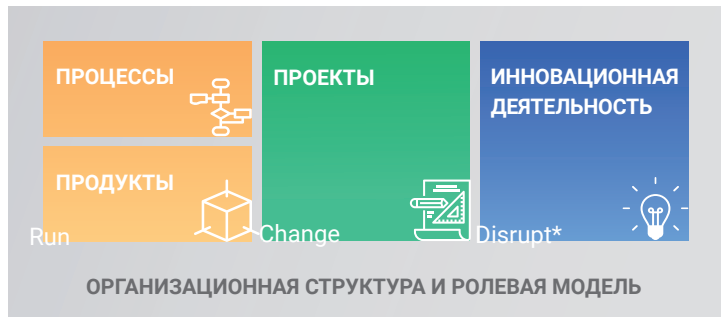 ПРОЦЕССЫ
ПРОДУКТЫ
Run
ПРОЕКТЫ
Change
ИННОВАЦИОННАЯ
ДЕЯТЕЛЬНОСТЬ
Disrupt*
ОРГАНИЗАЦИОННАЯ СТРУКТУРА И РОЛЕВАЯ МОДЕЛЬ